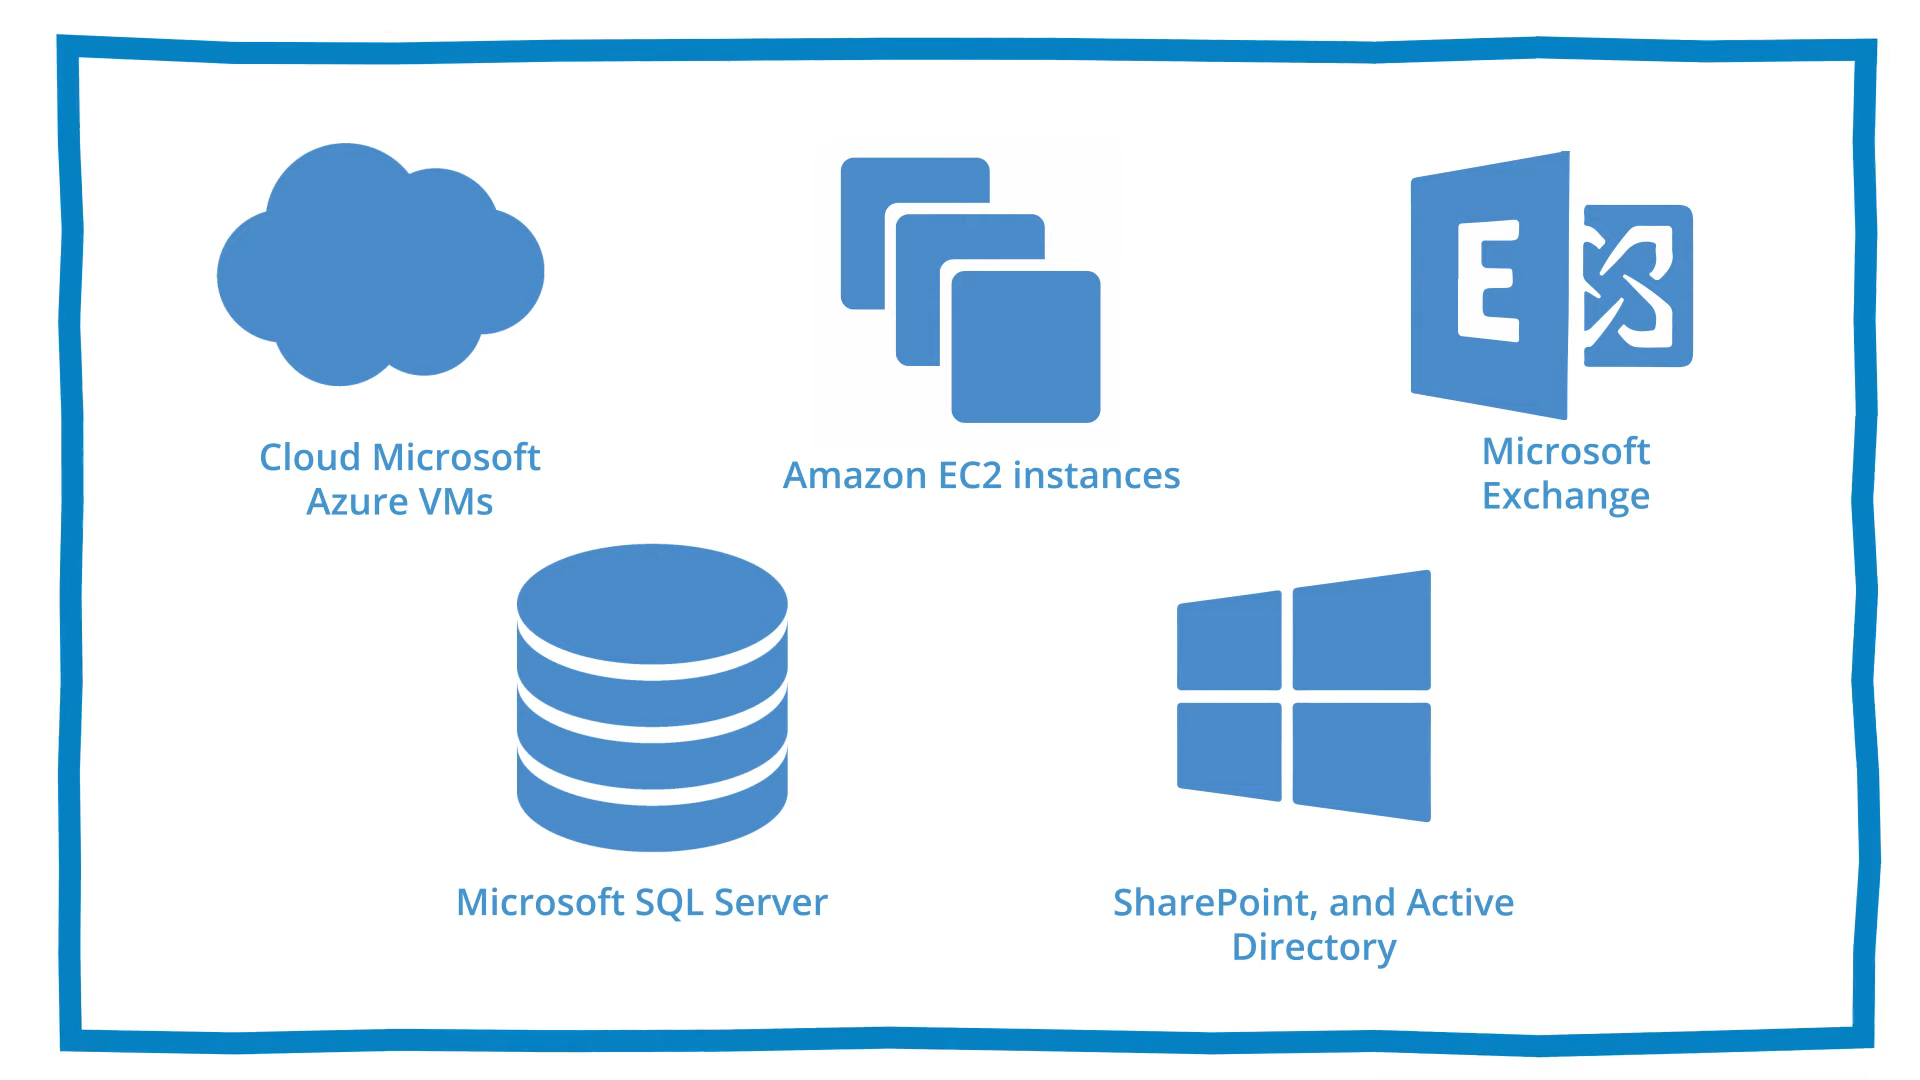 Cloud Microsoft
Azure VMs
Amazon EC2 instances
E
Microsoft
Exchange
Microsoft SQL Server
SharePoint, and Active
Directory